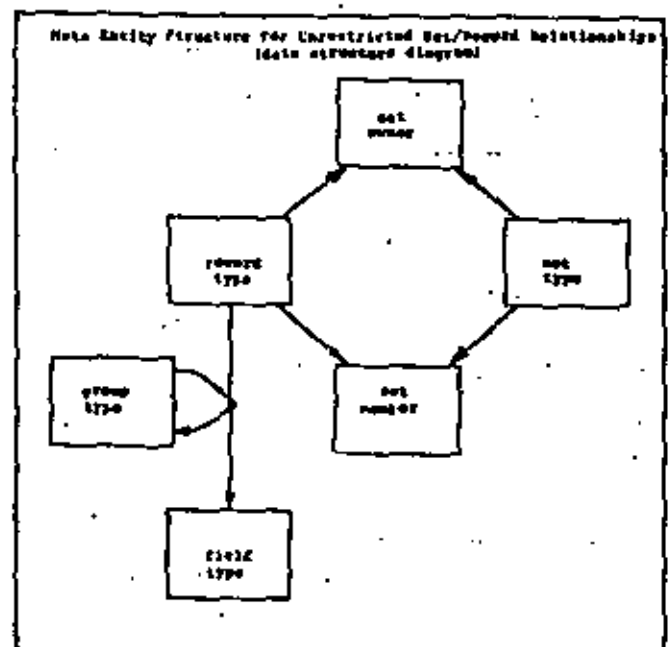 Meta Entity Structure for Unrestricted Set/Record Relationships
(data structure diagram)
set
owner
record
type
set
type
group
type
set
member
field
type